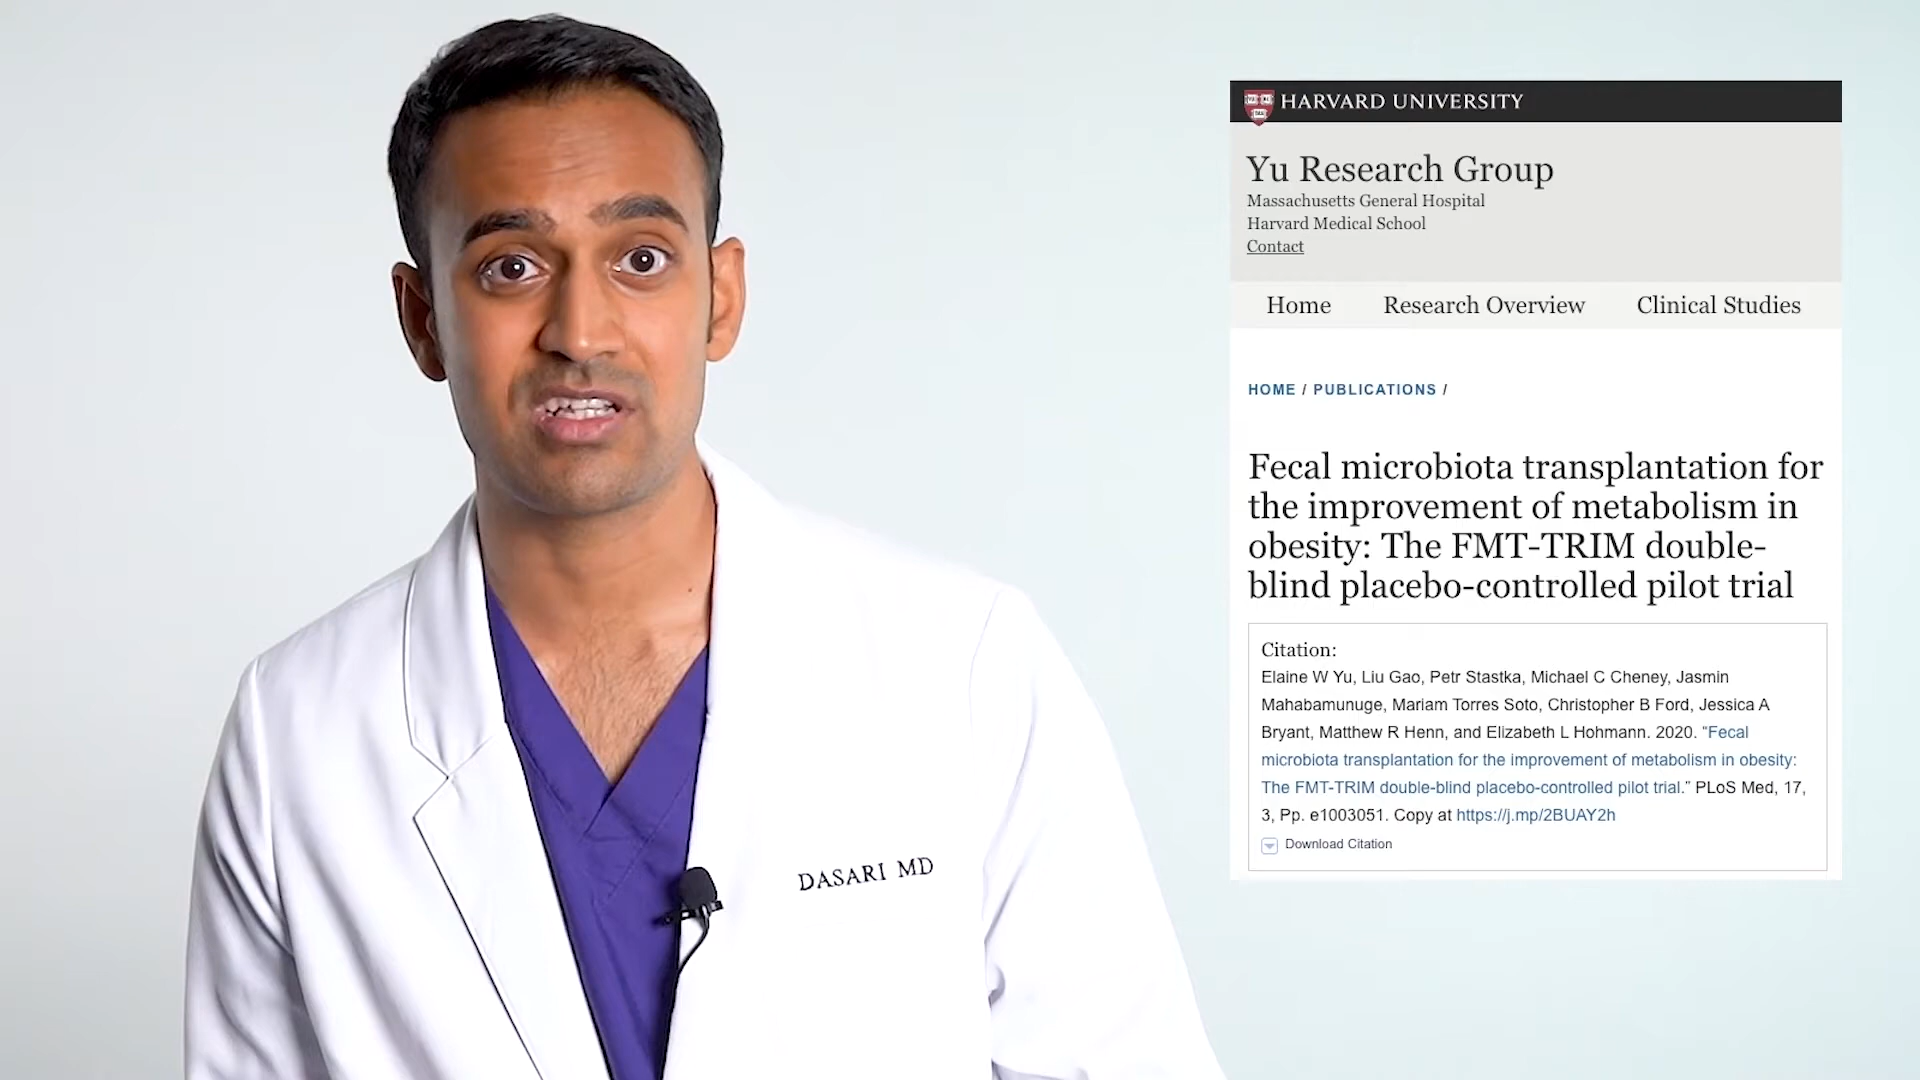 HARVARD UNIVERSITY
Yu Research Group
Massachusetts General Hospital
Harvard Medical School
Contact
Home Research Overview Clinical Studies
HOME / PUBLICATIONS /
Fecal microbiota transplantation for
the improvement of metabolism in
obesity: The FMT-TRIM double-
blind placebo-controlled pilot trial
Citation:
Elaine W Yu, Liu Gao, Petr Stastka, Michael C Cheney, Jasmin
Mahabamunuge, Mariam Torres Soto, Christopher B Ford, Jessica A
Bryant, Matthew R Henn, and Elizabeth L Hohmann. 2020. “Fecal
microbiota transplantation for the improvement of metabolism in obesity:
The FMT-TRIM double-blind placebo-controlled pilot trial.” PLoS Med, 17,
3, Pp. e1003051. Copy at https://j.mp/2BUAY2h
Download Citation
DASARI MD